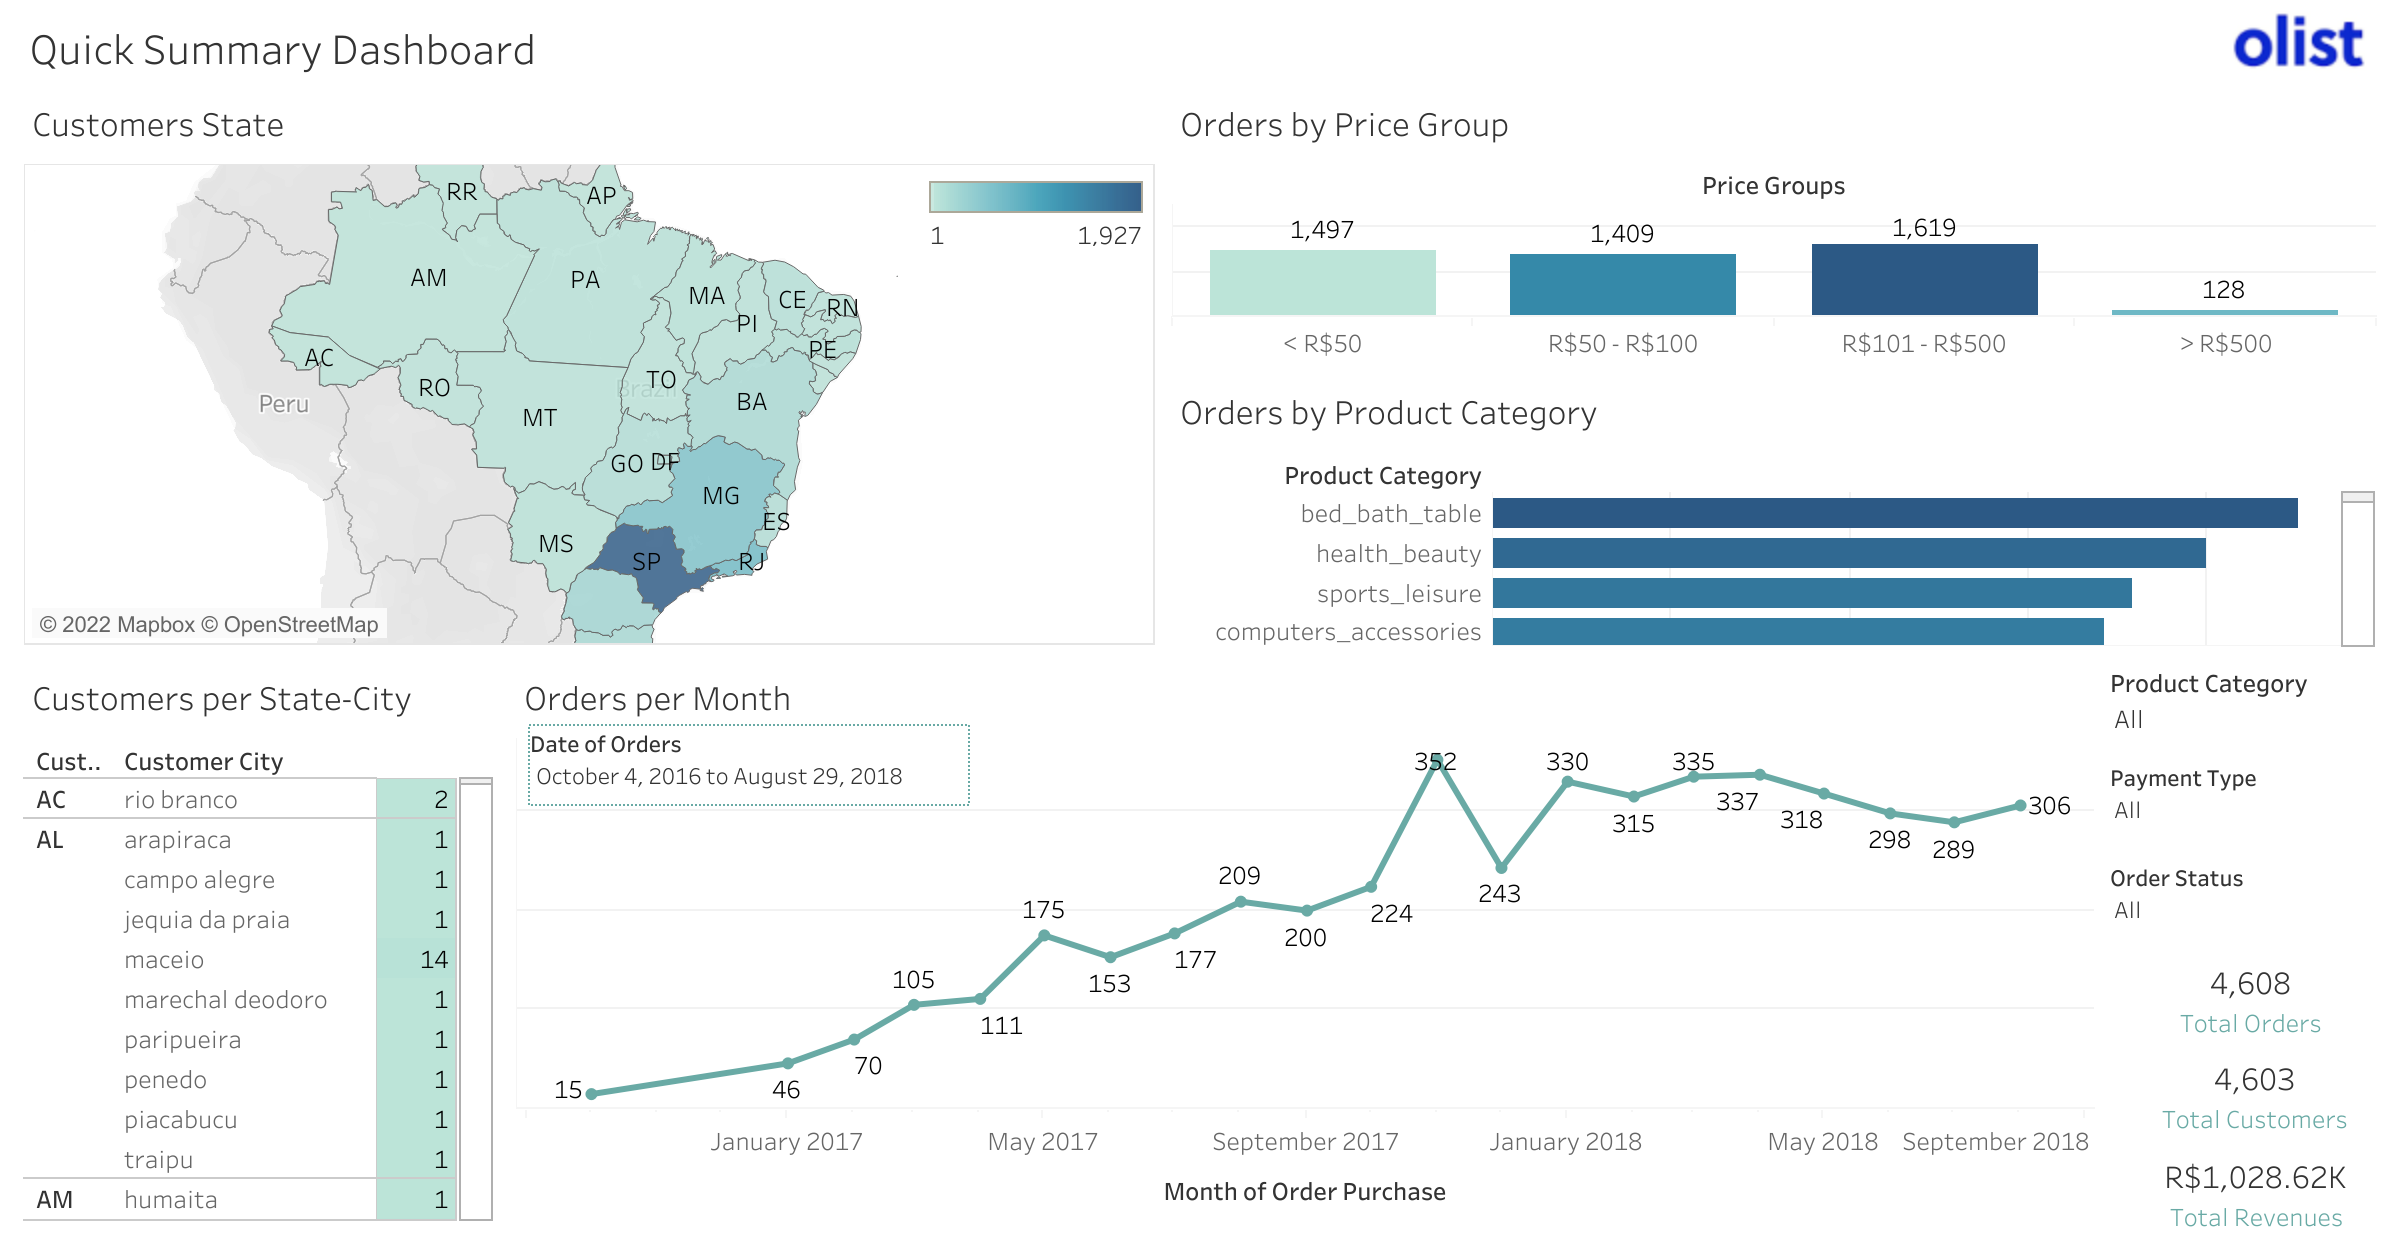 Quick Summary Dashboard
olist
Customers State
RR
AP
1
1,927
AM
PA
MA
CE
RN
PI
PE
AC
RO
TO
Brazil
BA
Peru
MT
GO
DF
MG
ES
MS
SP
RJ
© 2022 Mapbox © OpenStreetMap
Orders by Price Group
Price Groups
1,497
1,409
1,619
128
< R$50
R$50 - R$100
R$101 - R$500
> R$500
Orders by Product Category
Product Category
bed_bath_table
health_beauty
sports_leisure
computers_accessories
Customers per State-City
Cust.. Customer City
AC rio branco 2
AL arapiraca 1
campo alegre 1
jequia da praia 1
maceio 14
marechal deodoro 1
paripueira 1
penedo 1
piacabucu 1
traipu 1
AM humaita 1
Orders per Month
Date of Orders
October 4, 2016 to August 29, 2018
15
46
70
105
111
175
153
177
209
200
224
352
243
330
315
335
337
318
298
289
306
January 2017
May 2017
September 2017
January 2018
May 2018
September 2018
Month of Order Purchase
Product Category
All
Payment Type
All
Order Status
All
4,608
Total Orders
4,603
Total Customers
R$1,028.62K
Total Revenues